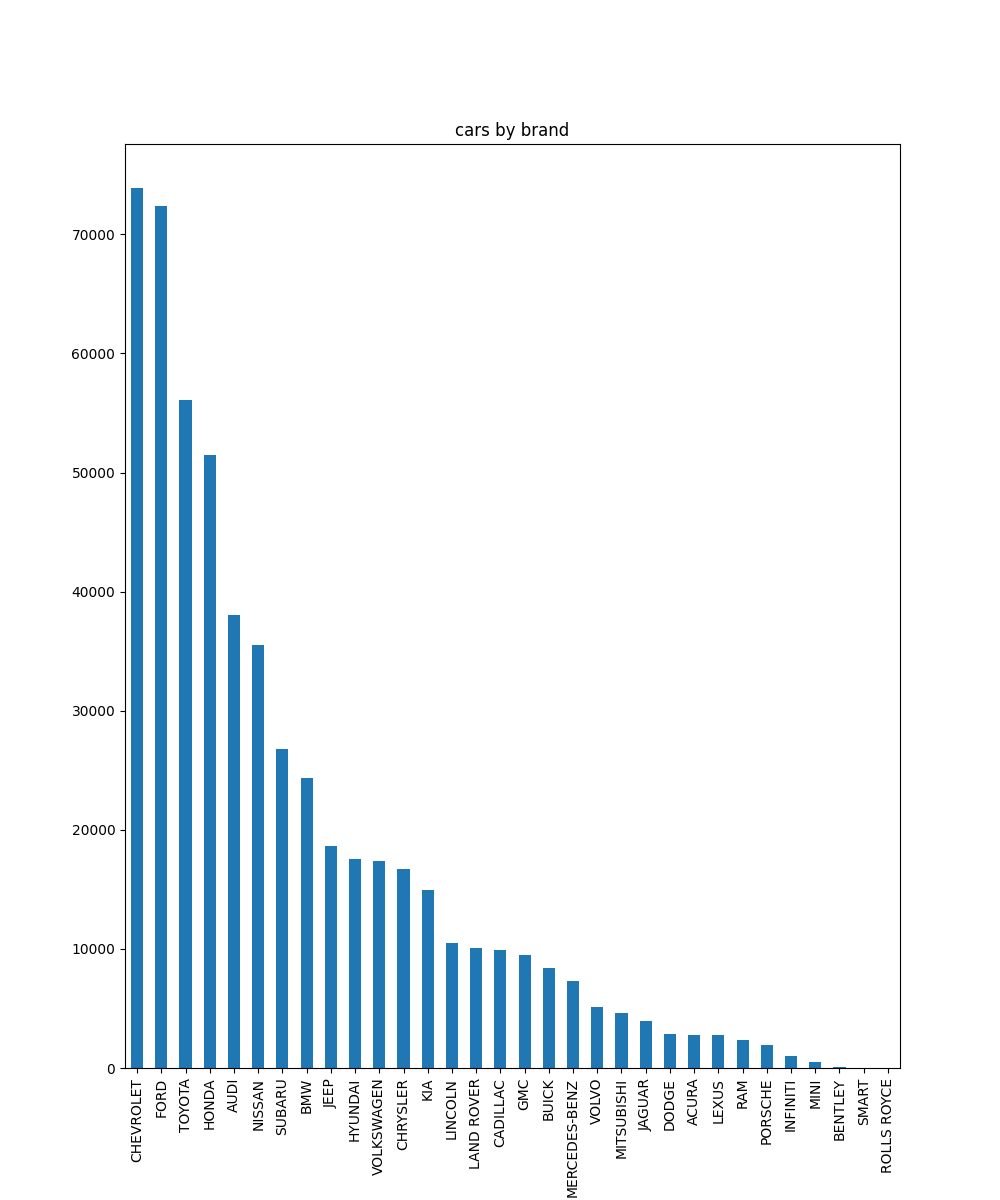 cars by brand
70000
60000
50000
40000
30000
20000
10000
0
CHEVROLET
FORD
TOYOTA
HONDA
AUDI
NISSAN
SUBARU
BMW
JEEP
HYUNDAI
VOLKSWAGEN
CHRYSLER
KIA
LINCOLN
LAND ROVER
CADILLAC
GMC
BUICK
MERCEDES-BENZ
VOLVO
MITSUBISHI
JAGUAR
DODGE
ACURA
LEXUS
RAM
PORSCHE
INFINITI
MINI
BENTLEY
SMART
ROLLS ROYCE